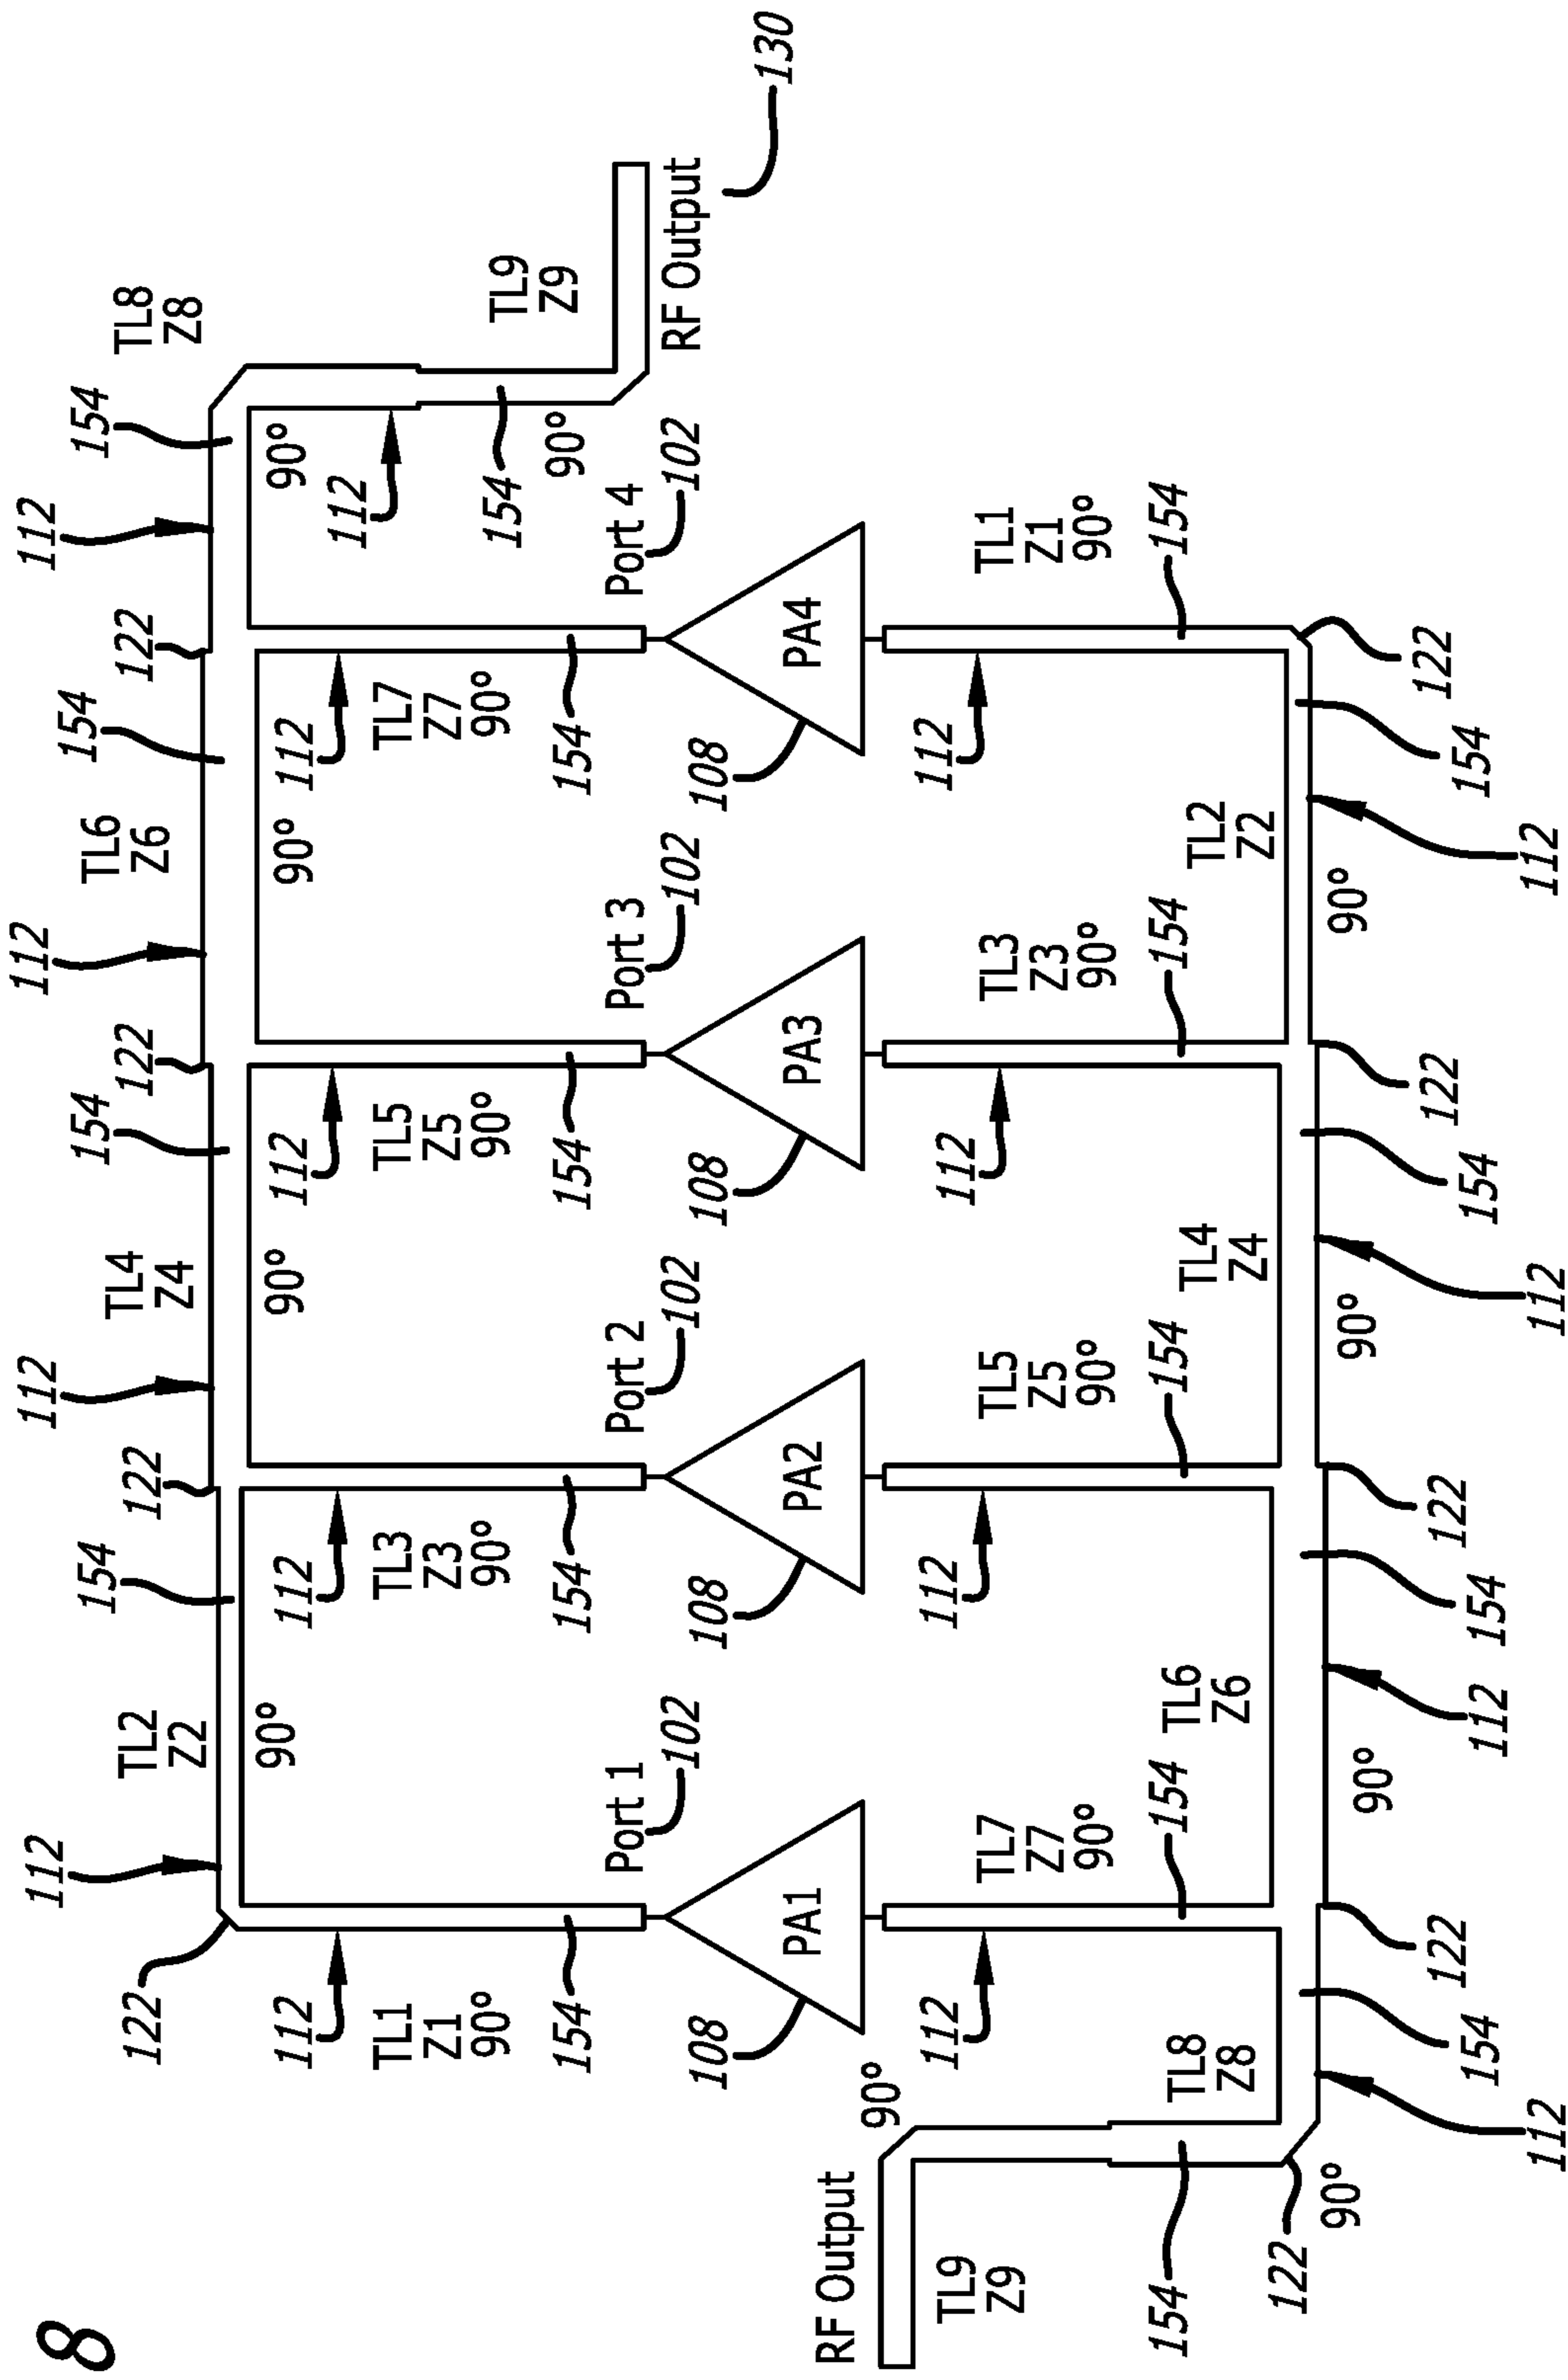 8
112
112
112
112
154
154
154
154
130
TL2
Z2
TL4
Z4
TL6
Z6
TL8
Z8
122
122
122
122
90°
90°
90°
90°
112
112
112
112
112
TL1
Z1
90°
TL3
Z3
90°
TL5
Z5
90°
TL7
Z7
90°
TL9
Z9
154
154
154
154
154
90°
Port 1
102
Port 2
102
Port 3
102
Port 4
102
RF Output
108
108
108
108
PA1
PA2
PA3
PA4
RF Output
90°
112
112
112
112
TL9
Z9
TL7
Z7
90°
TL5
Z5
90°
TL3
Z3
90°
TL1
Z1
90°
154
154
154
154
154
TL8
Z8
TL6
Z6
TL4
Z4
TL2
Z2
122
90°
90°
90°
90°
122
122
122
122
154
154
154
154
112
112
112
112